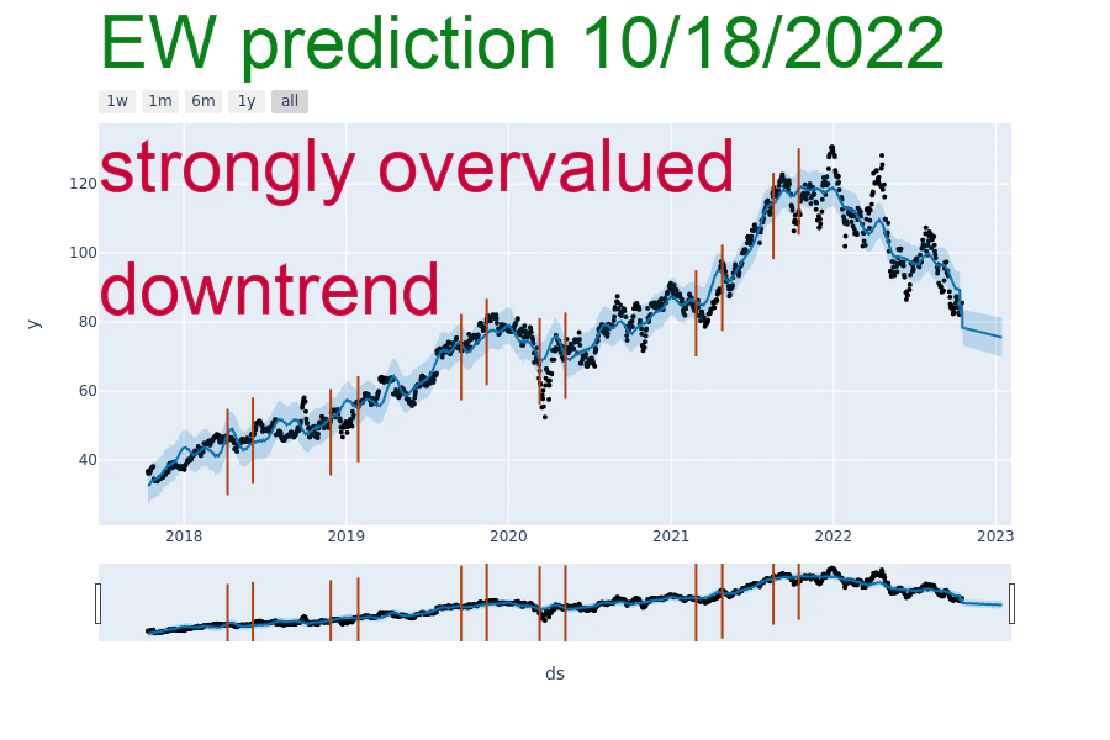 EW prediction 10/18/2022
1w 1m 6m 1y all
strongly overvalued
downtrend
120
100
80
60
40
y
2018 2019 2020 2021 2022 2023
ds